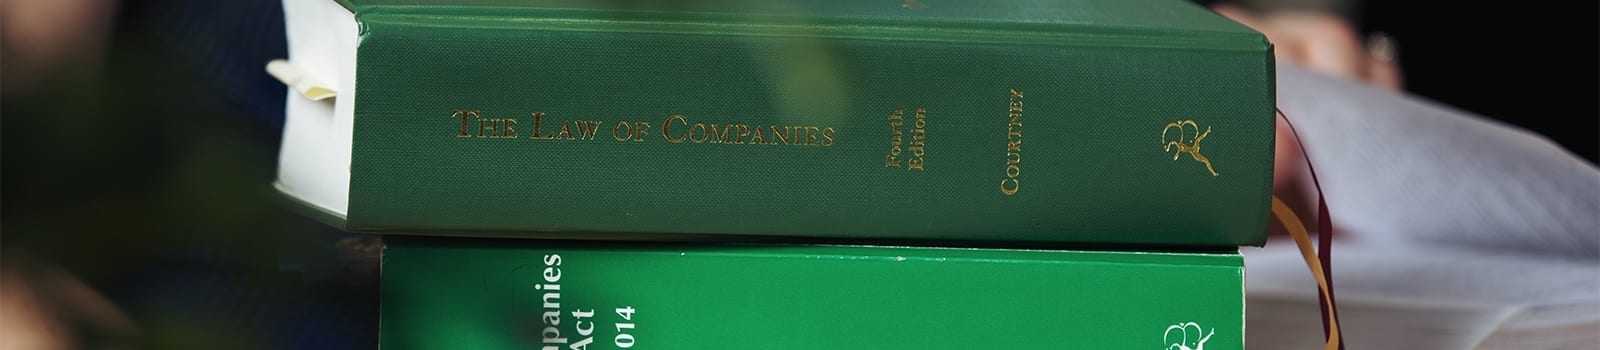 The Law of Companies
Fourth
Edition
Courtney
panies
Act
014